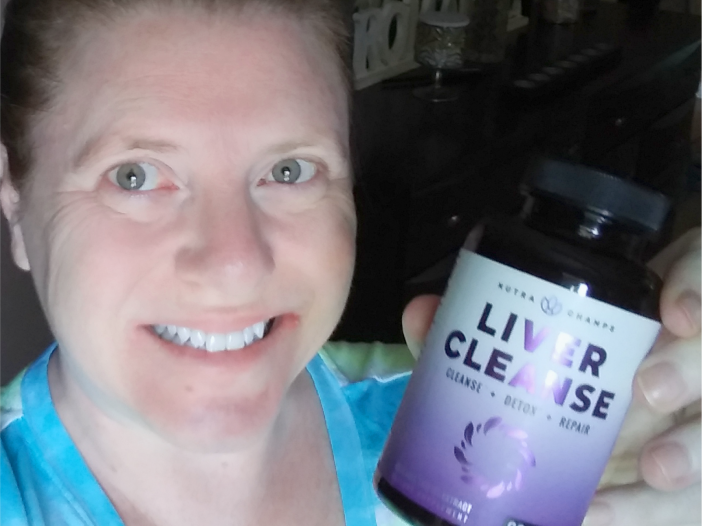 NUTRA CHAMPS
LIVER
CLEANSE
CLEANSE + DETOX + REPAIR